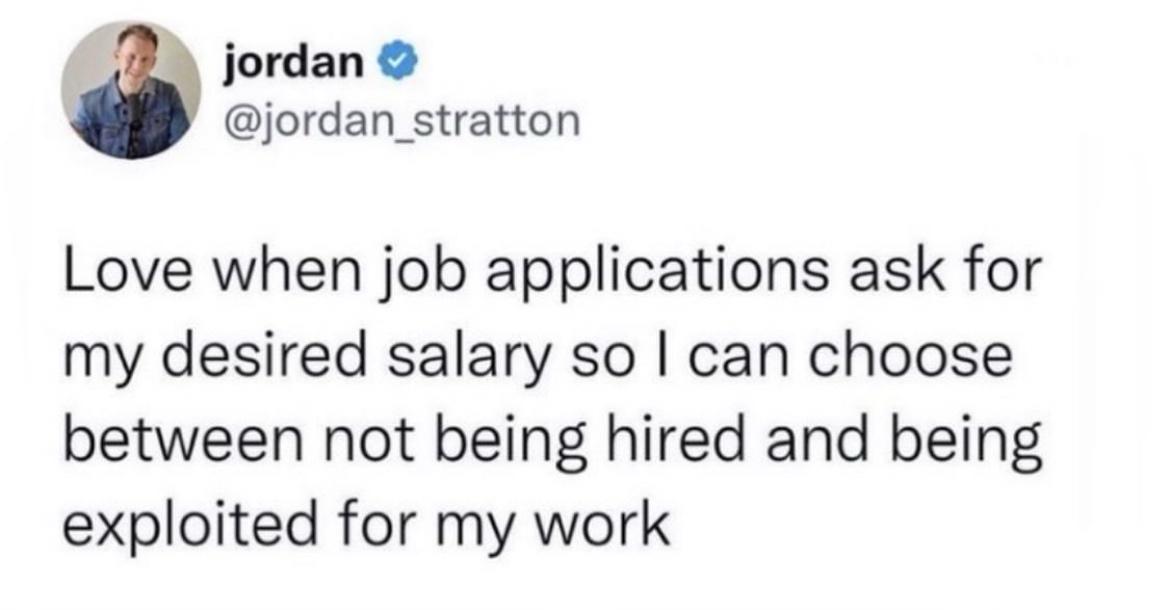 jordan
@jordan_stratton
Love when job applications ask for
my desired salary so I can choose
between not being hired and being
exploited for my work